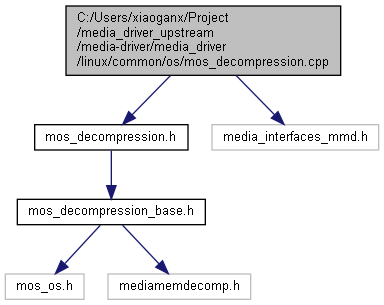 C:/Users/xiaoganx/Project
/media_driver_upstream
/media-driver/media_driver
/linux/common/os/mos_decompression.cpp
mos_decompression.h
media_interfaces_mmd.h
mos_decompression_base.h
mos_os.h
mediamemdecomp.h